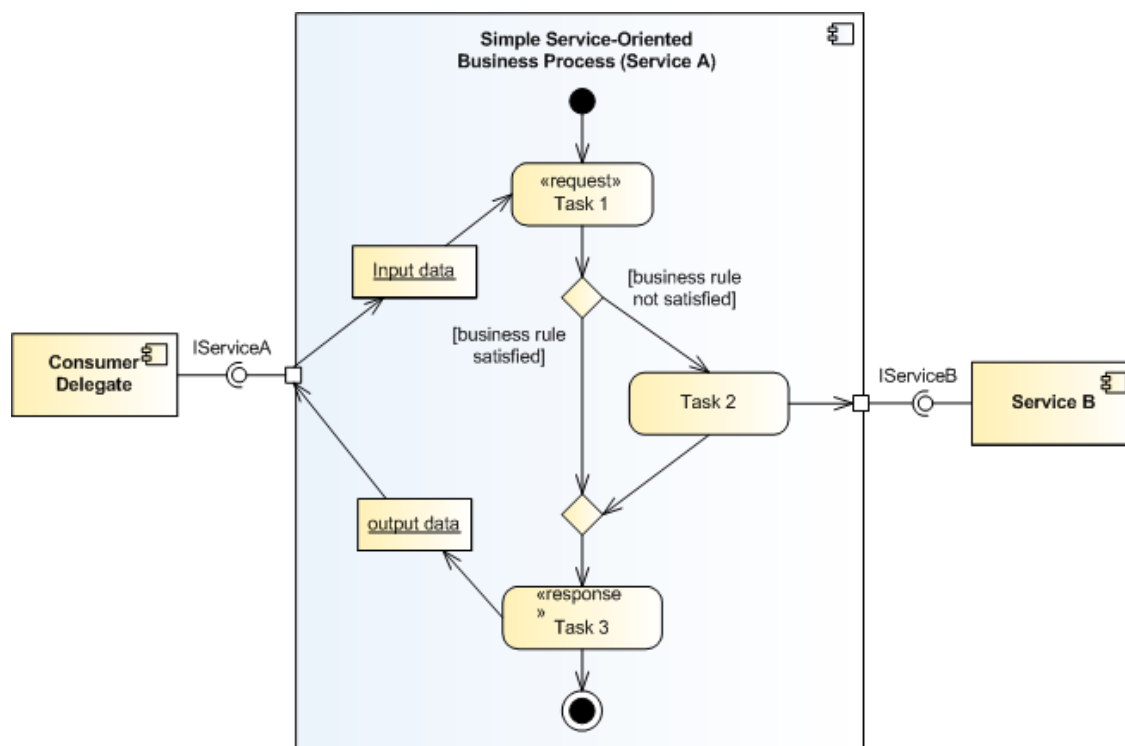 Simple Service-Oriented
Business Process (Service A)
«request»
Task 1
Input data
[business rule
not satisfied]
[business rule
satisfied]
IServiceA
Consumer
Delegate
Task 2
IServiceB
Service B
output data
«response
»
Task 3